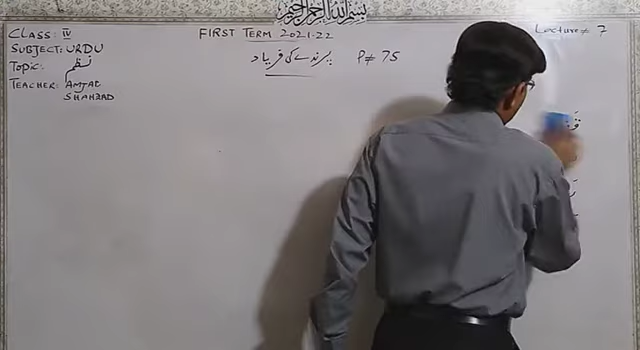 بسم اللہ الرحمن الرحیم
CLASS: IV
SUBJECT: URDU
Topic: نظم
TEACHER: AMJAD
SHAHZAD
FIRST TERM 2021-22
پرندے کی فریاد P# 75
Lecture# 7